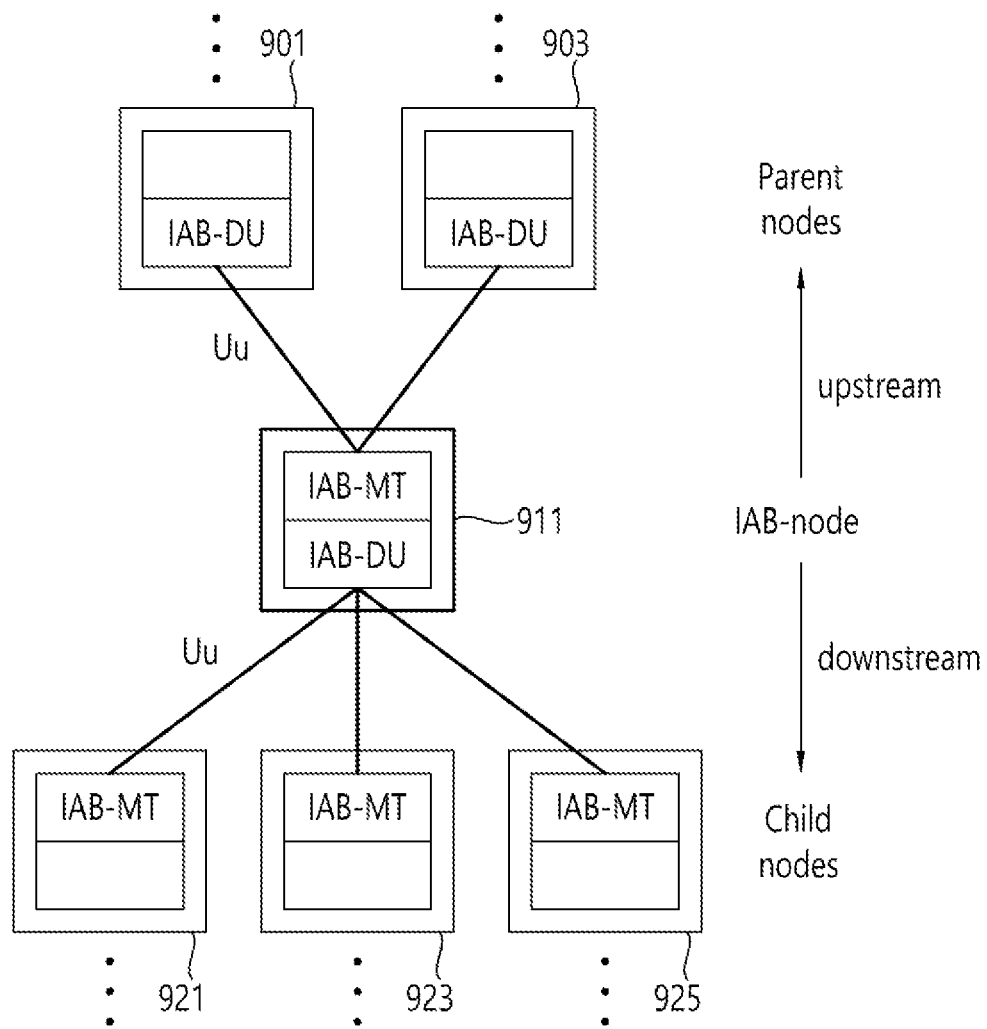 901
903
IAB-DU
IAB-DU
Parent
nodes
Uu
upstream
IAB-MT
IAB-DU
911
IAB-node
Uu
downstream
IAB-MT
IAB-MT
IAB-MT
Child
nodes
921
923
925